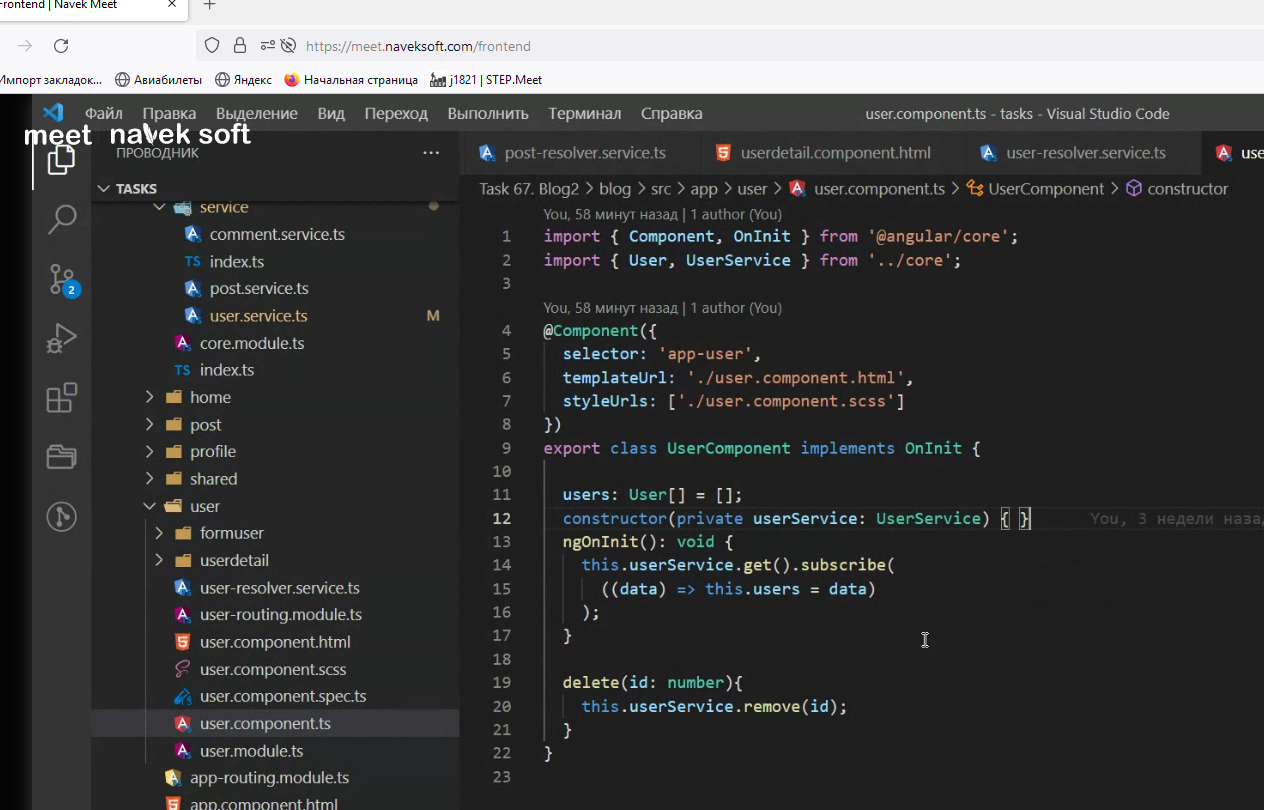 Frontend | Navek Meet
https://meet.naveksoft.com/frontend
Импорт закладок... Авиабилеты Яндекс Начальная страница j1821 | STEP.Meet
Файл Правка Выделение Вид Переход Выполнить Терминал Справка user.component.ts - tasks - Visual Studio Code
meet navek soft
ПРОВОДНИК ...
post-resolver.service.ts userdetail.component.html user-resolver.service.ts use
TASKS
Task 67. Blog2 > blog > src > app > user > user.component.ts > UserComponent > constructor
service
comment.service.ts
TS index.ts
post.service.ts
user.service.ts M
core.module.ts
TS index.ts
home
post
profile
shared
user
formuser
userdetail
user-resolver.service.ts
user-routing.module.ts
user.component.html
user.component.scss
user.component.spec.ts
user.component.ts
user.module.ts
app-routing.module.ts
app.component.html
2
You, 58 минут назад | 1 author (You)
1 import { Component, OnInit } from '@angular/core';
2 import { User, UserService } from '../core';
3
You, 58 минут назад | 1 author (You)
4 @Component({
5 selector: 'app-user',
6 templateUrl: './user.component.html',
7 styleUrls: ['./user.component.scss']
8 })
9 export class UserComponent implements OnInit {
10
11 users: User[] = [];
12 constructor(private userService: UserService) { } You, 3 недели наза
13 ngOnInit(): void {
14 this.userService.get().subscribe(
15 ((data) => this.users = data)
16 );
17 }
18
19 delete(id: number){
20 this.userService.remove(id);
21 }
22 }
23